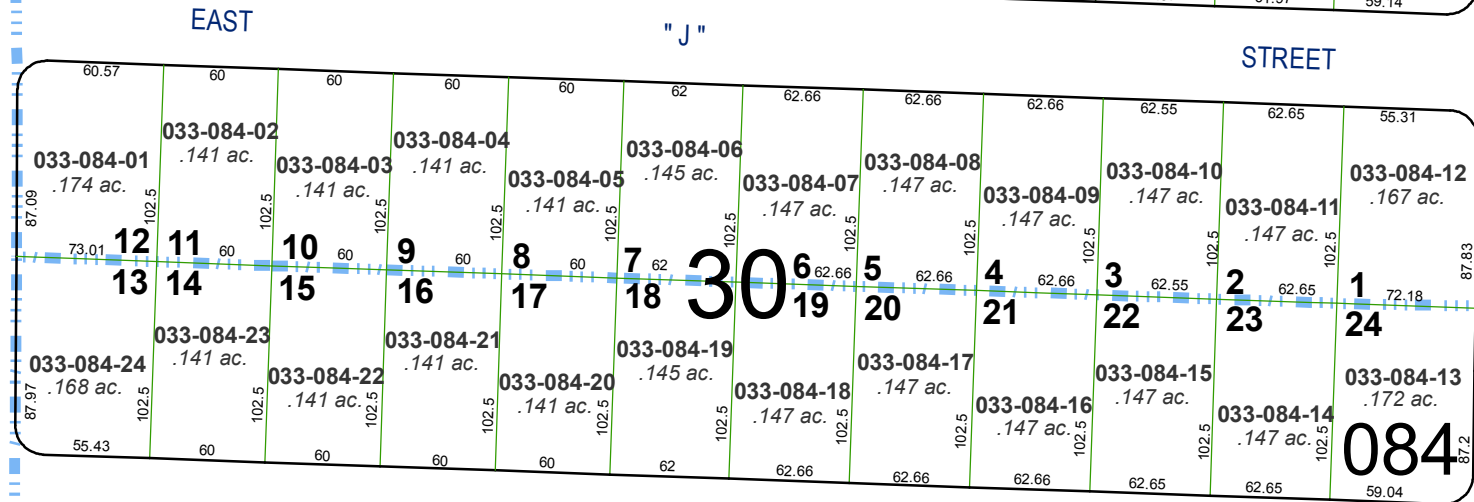 59.14
EAST
" J "
STREET
60.57 60 60 60 60 62 62.66 62.66 62.66 62.55 62.65 55.31
033-084-01
.174 ac.
033-084-02
.141 ac.
033-084-03
.141 ac.
033-084-04
.141 ac.
033-084-05
.141 ac.
033-084-06
.145 ac.
033-084-07
.147 ac.
033-084-08
.147 ac.
033-084-09
.147 ac.
033-084-10
.147 ac.
033-084-11
.147 ac.
033-084-12
.167 ac.
87.09 102.5 102.5 102.5 102.5 102.5 102.5 102.5 102.5 102.5 102.5 102.5 87.83
12 11 10 9 8 7 6 5 4 3 2 1
73.01 60 60 60 60 62 62.66 62.66 62.66 62.55 62.65 72.18
30
13 14 15 16 17 18 19 20 21 22 23 24
033-084-24
.168 ac.
033-084-23
.141 ac.
033-084-22
.141 ac.
033-084-21
.141 ac.
033-084-20
.141 ac.
033-084-19
.145 ac.
033-084-18
.147 ac.
033-084-17
.147 ac.
033-084-16
.147 ac.
033-084-15
.147 ac.
033-084-14
.147 ac.
033-084-13
.172 ac.
87.97 102.5 102.5 102.5 102.5 102.5 102.5 102.5 102.5 102.5 102.5 102.5 87.2
084
55.43 60 60 60 60 62 62.66 62.66 62.66 62.65 62.65 59.04